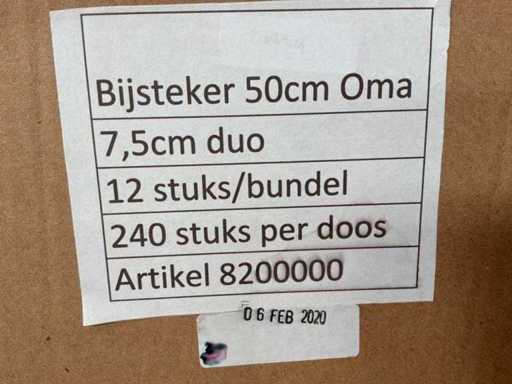 Bijsteker 50cm Oma
7,5cm duo
12 stuks/bundel
240 stuks per doos
Artikel 8200000
06 FEB 2020